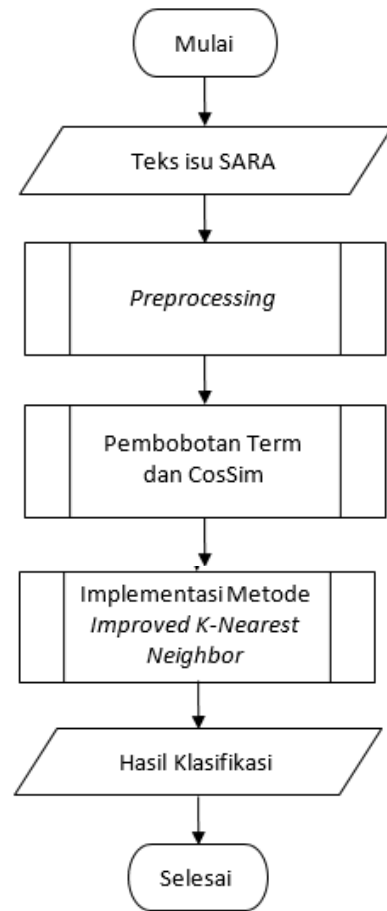 Mulai
Teks isu SARA
Preprocessing
Pembobotan Term
dan CosSim
Implementasi Metode
Improved K-Nearest
Neighbor
Hasil Klasifikasi
Selesai